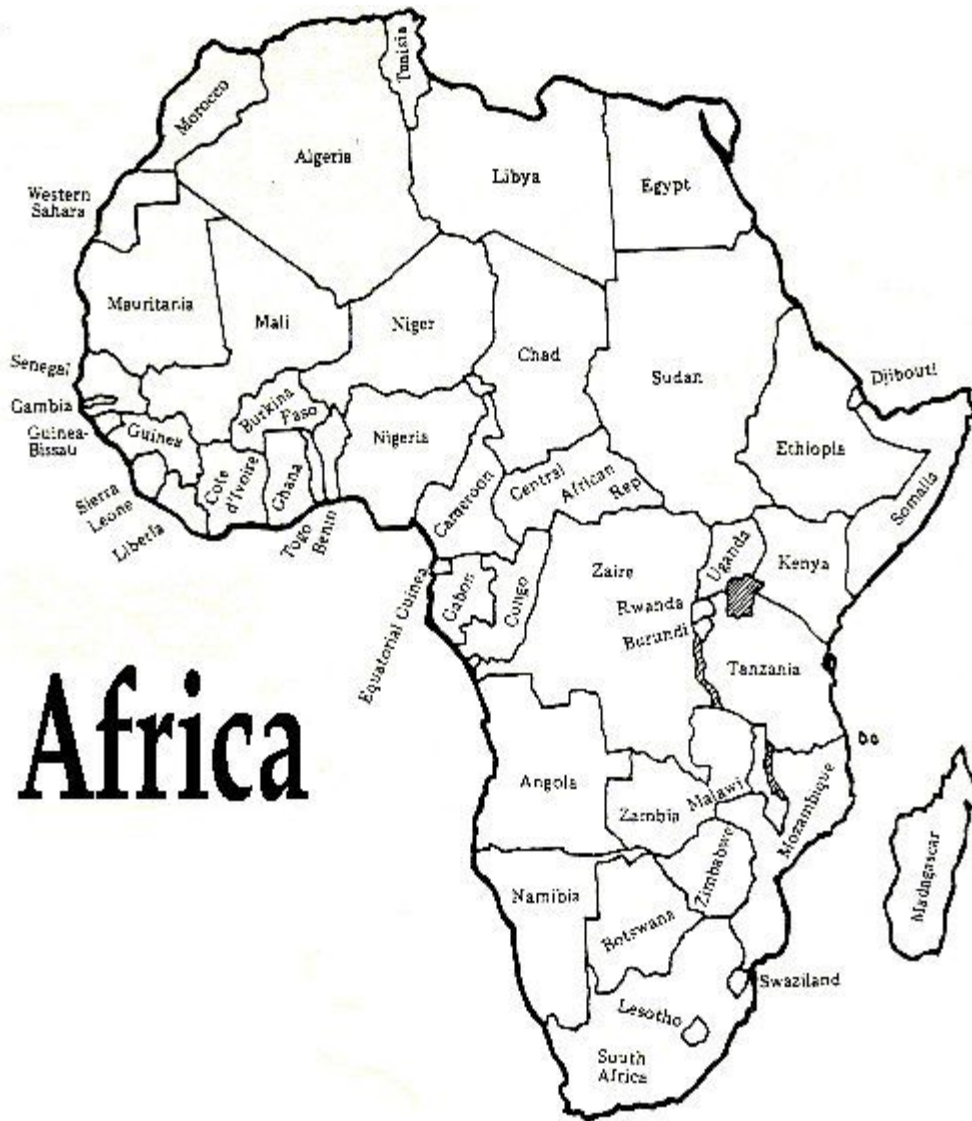 Tunisia
Morocco
Algeria
Libya
Egypt
Western
Sahara
Mauritania
Mali
Niger
Chad
Sudan
Djibouti
Senegal
Gambia
Guinea-
Bissau
Guinea
Burkina
Faso
Nigeria
Ethiopia
Somalia
Sierra
Leone
Liberia
Cote
d'Ivoire
Ghana
Togo
Benin
Cameroon
Central
African
Rep
Equatorial Guinea
Gabon
Congo
Zaire
Uganda
Kenya
Rwanda
Burundi
Tanzania
Africa
Angola
Zambia
Malawi
Mozambique
Madagascar
Namibia
Zimbabwe
Botswana
Swaziland
Lesotho
South
Africa